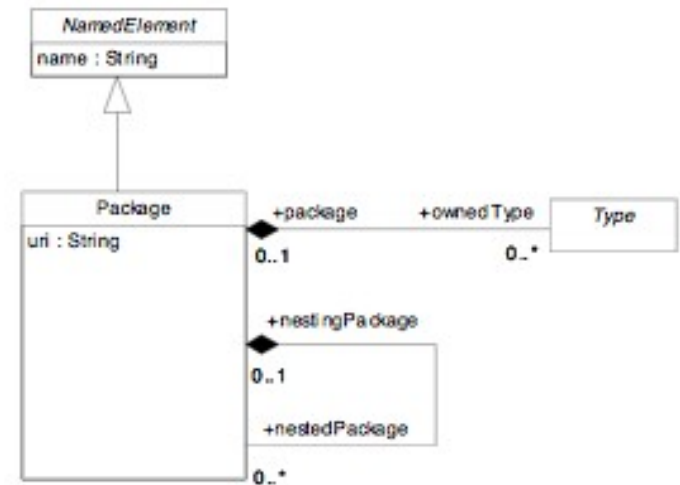 NamedElement
name : String
Package
uri : String
+package
+ownedType
Type
0..1
0..*
+nestingPackage
0..1
+nestedPackage
0..*